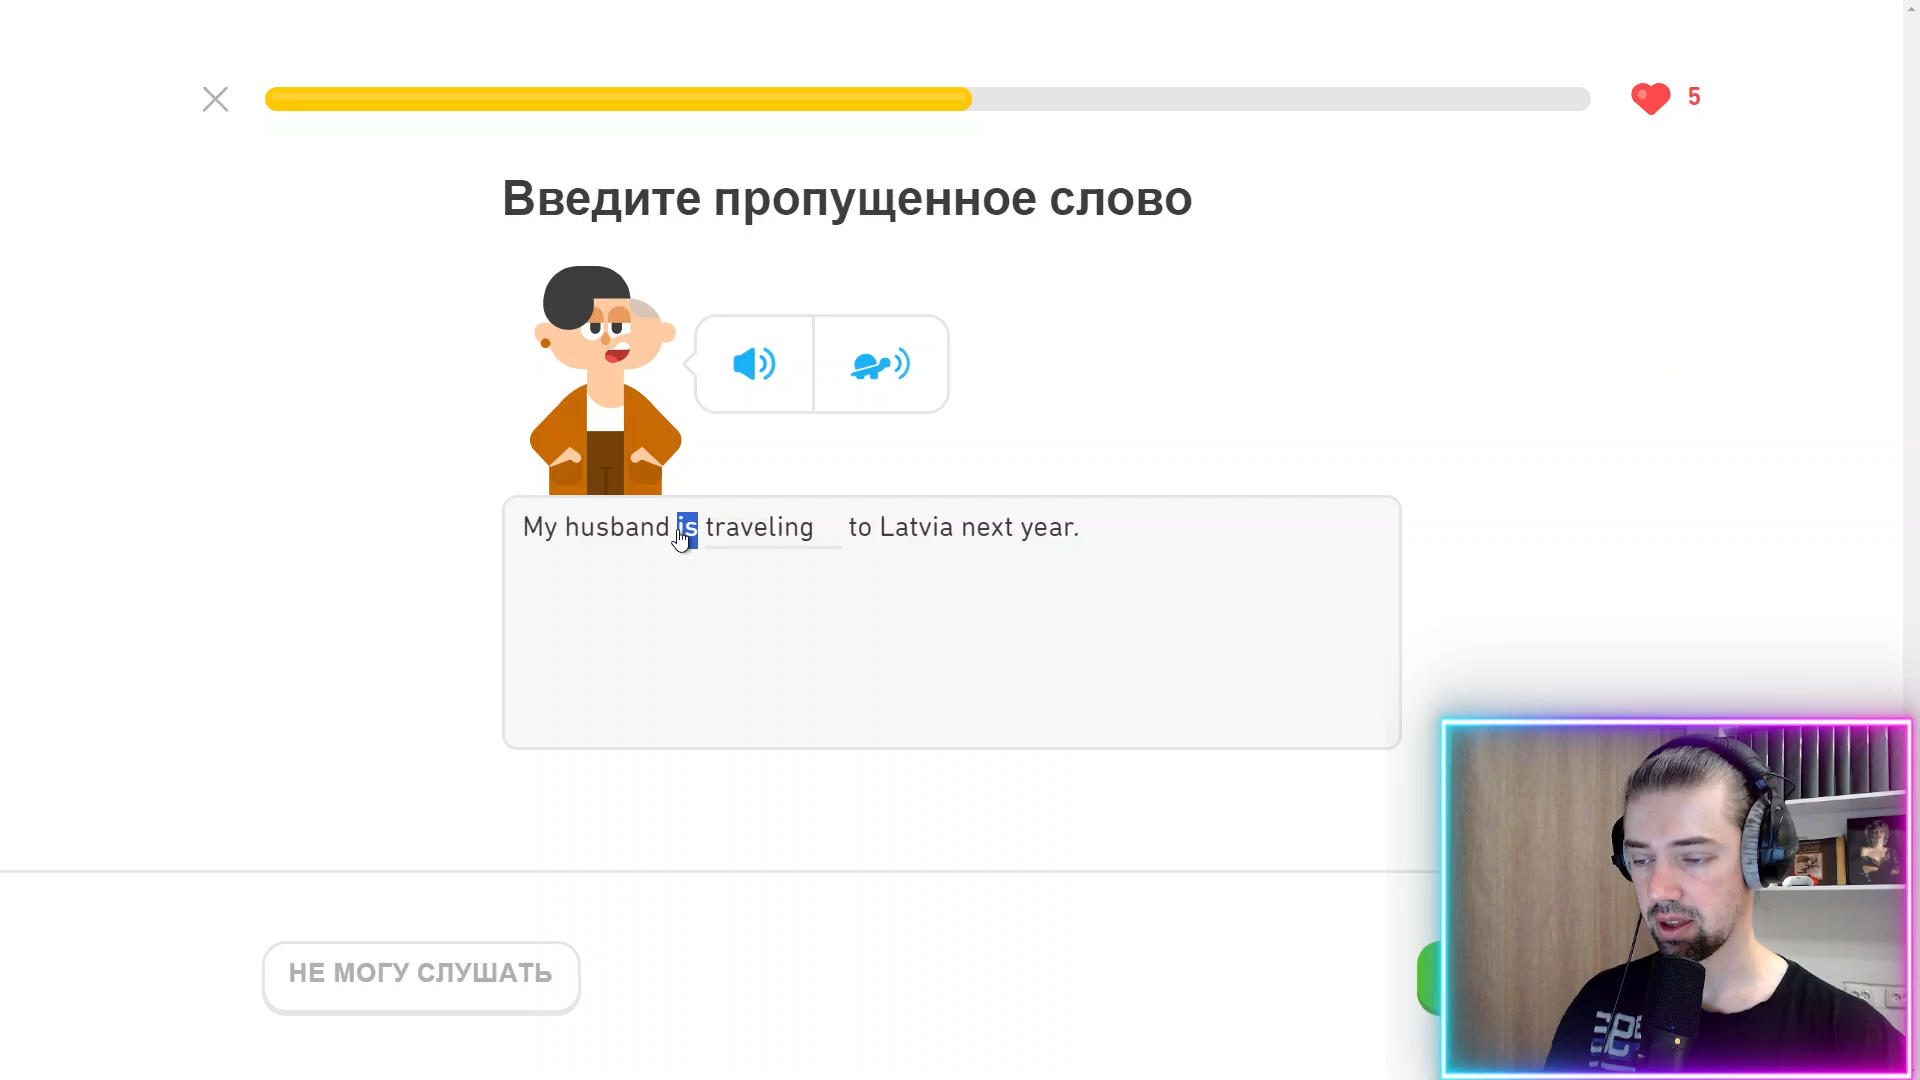 5
Введите пропущенное слово
My husband is traveling to Latvia next year.
НЕ МОГУ СЛУШАТЬ